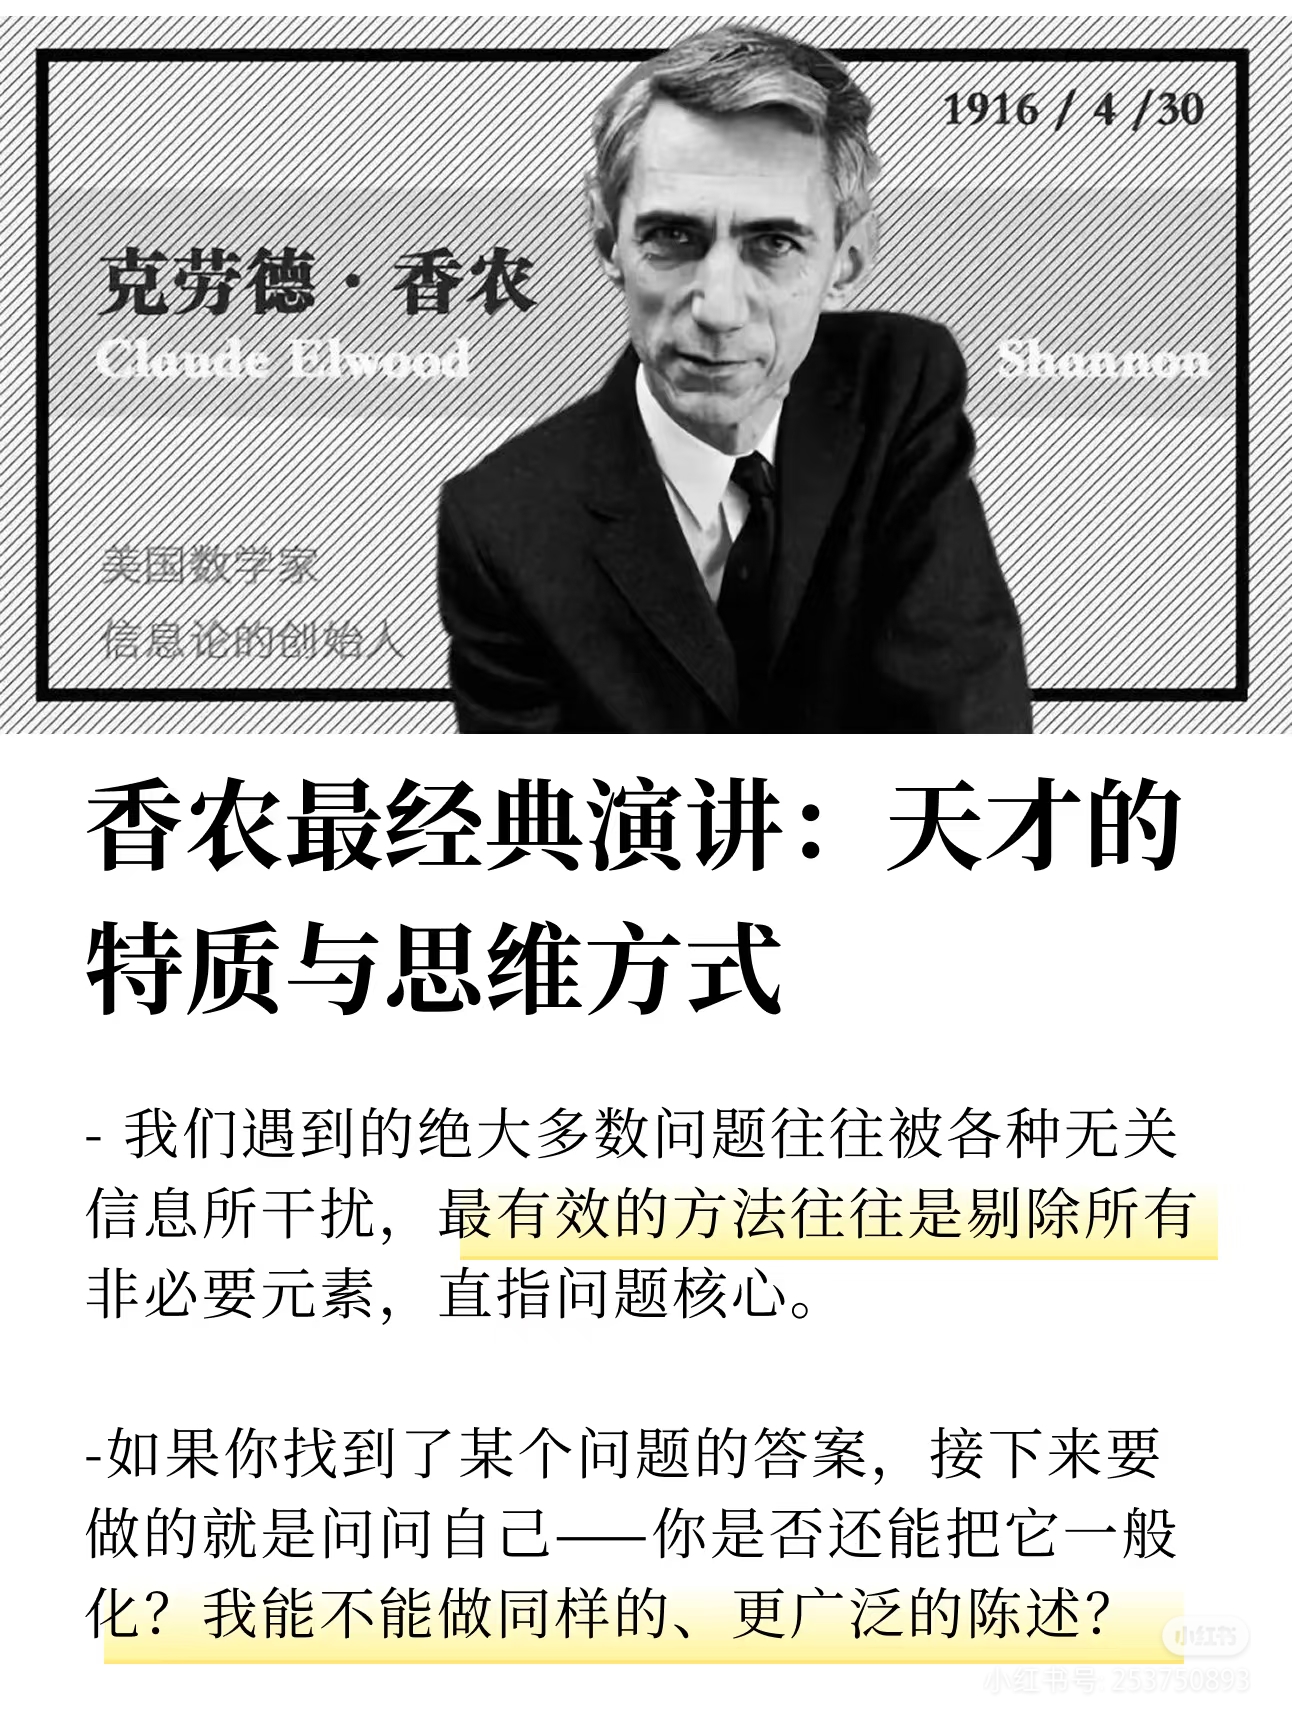 1916 / 4 /30
克劳德·香农
Claude Elwood Shannon
美国数学家
信息论的创始人
香农最经典演讲：天才的
特质与思维方式
- 我们遇到的绝大多数问题往往被各种无关
信息所干扰，最有效的方法往往是剔除所有
非必要元素，直指问题核心。
-如果你找到了某个问题的答案，接下来要
做的就是问问自己——你是否还能把它一般
化？我能不能做同样的、更广泛的陈述？
小红书
小红书号: 253750893